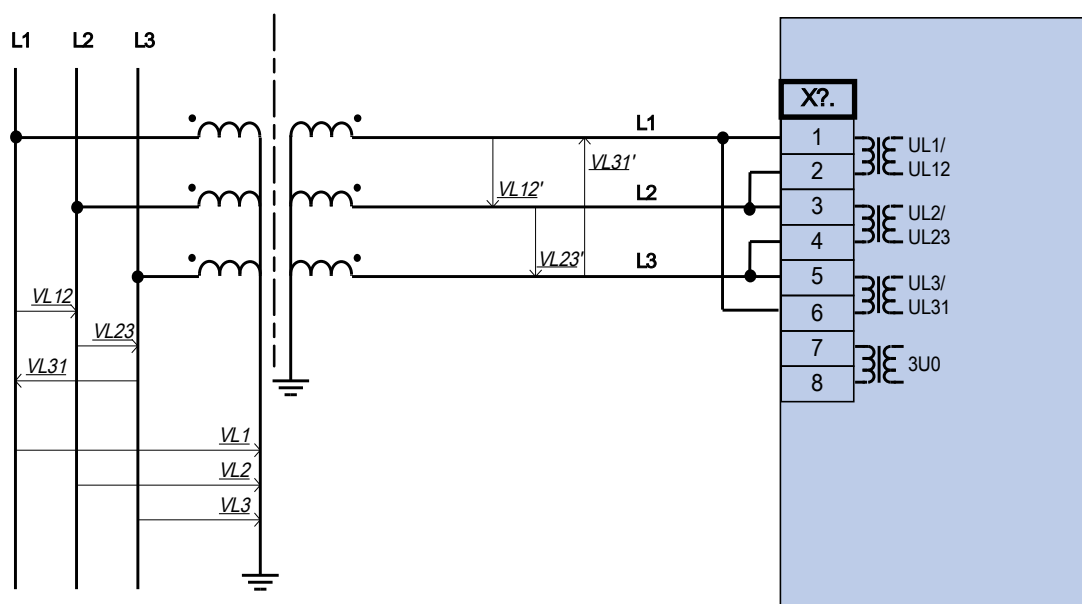 L1 L2 L3
X?.
L1
1
UL1/
UL12
2
VL31'
VL12'
L2
3
UL2/
UL23
4
VL23'
L3
5
UL3/
UL31
6
VL12
VL23
7
3U0
VL31
8
VL1
VL2
VL3